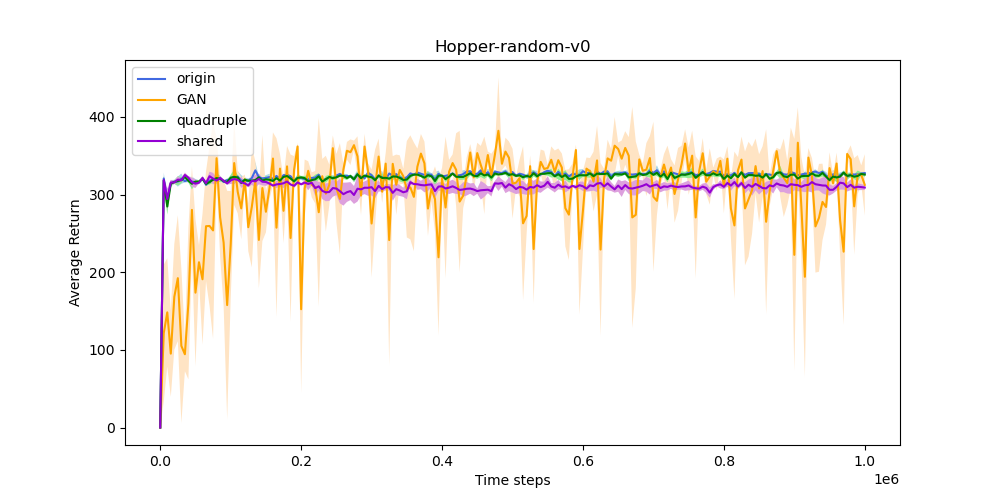 Hopper-random-v0
origin
GAN
quadruple
shared
Average Return
400
300
200
100
0
0.0 0.2 0.4 0.6 0.8 1.0
1e6
Time steps